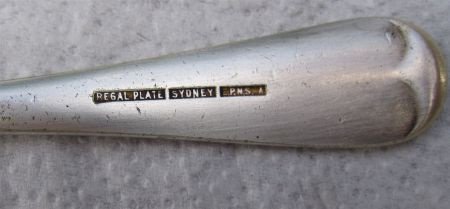 REGAL PLATE SYDNEY E.P.N.S. A